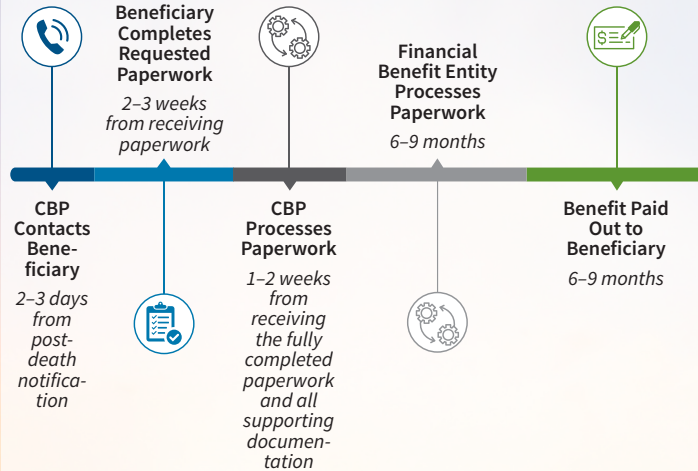 CBP
Contacts
Bene-
ficiary
2–3 days
from
post-
death
notifica-
tion
Beneficiary
Completes
Requested
Paperwork
2–3 weeks
from receiving
paperwork
CBP
Processes
Paperwork
1–2 weeks
from
receiving
the fully
completed
paperwork
and all
supporting
documen-
tation
Financial
Benefit Entity
Processes
Paperwork
6–9 months
$
Benefit Paid
Out to
Beneficiary
6–9 months